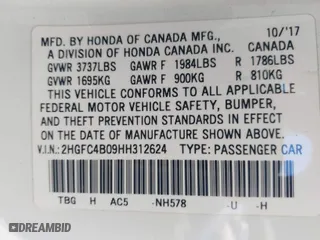 MFD. BY HONDA OF CANADA MFG., 10/'17
A DIVISION OF HONDA CANADA INC. CANADA
GVWR 3737LBS GAWR F 1984LBS R 1786LBS
GVWR 1695KG GAWR F 900KG R 810KG
THIS VEHICLE CONFORMS TO ALL APPLICABLE
FEDERAL MOTOR VEHICLE SAFETY, BUMPER,
AND THEFT PREVENTION STANDARDS IN EFFECT
ON THE DATE OF MANUFACTURE SHOWN ABOVE.
V.I.N.: 2HGFC4B09HH312624 TYPE: PASSENGER CAR
TBG H AC5 -NH578 -U -H
DREAMBID